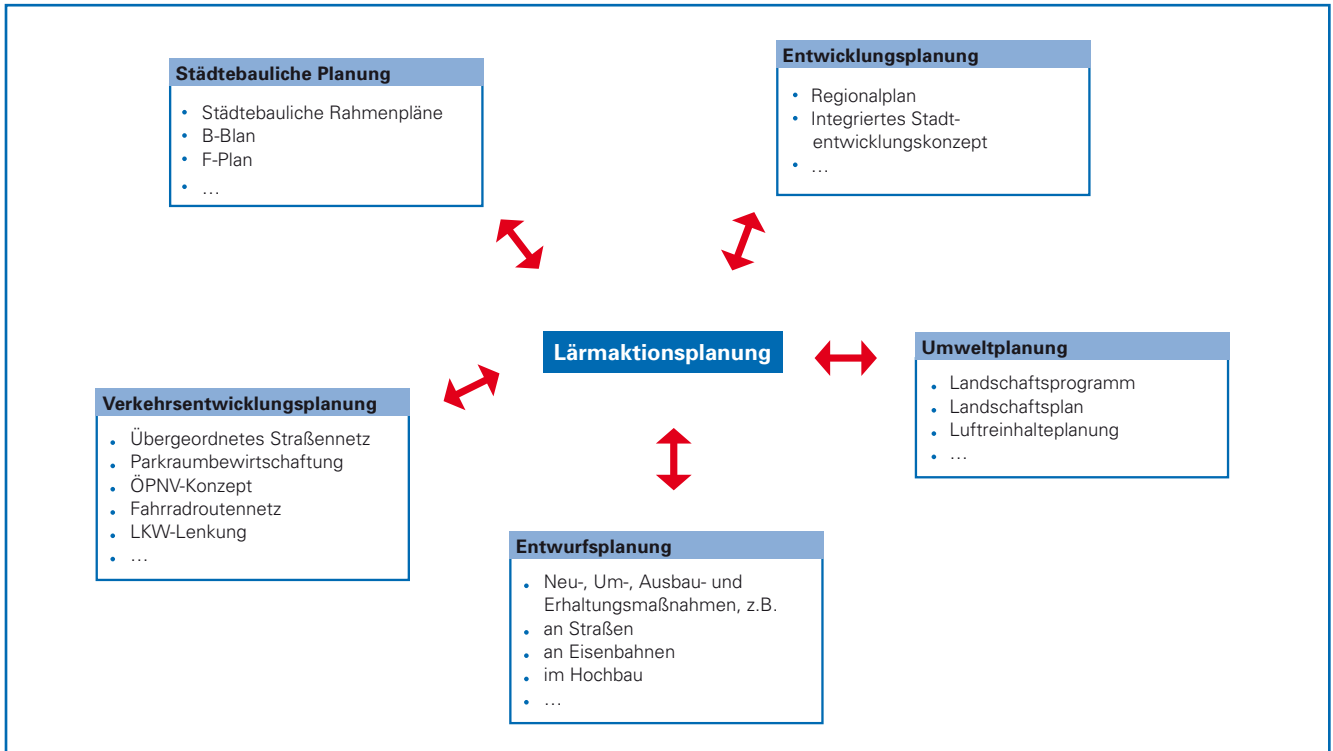 Städtebauliche Planung
• Städtebauliche Rahmenpläne
• B-Blan
• F-Plan
• …
Entwicklungsplanung
• Regionalplan
• Integriertes Stadt-
entwicklungskonzept
• …
Lärmaktionsplanung
Umweltplanung
• Landschaftsprogramm
• Landschaftsplan
• Luftreinhalteplanung
• …
Verkehrsentwicklungsplanung
• Übergeordnetes Straßennetz
• Parkraumbewirtschaftung
• ÖPNV-Konzept
• Fahrradroutennetz
• LKW-Lenkung
• …
Entwurfsplanung
• Neu-, Um-, Ausbau- und
Erhaltungsmaßnahmen, z.B.
• an Straßen
• an Eisenbahnen
• im Hochbau
• …